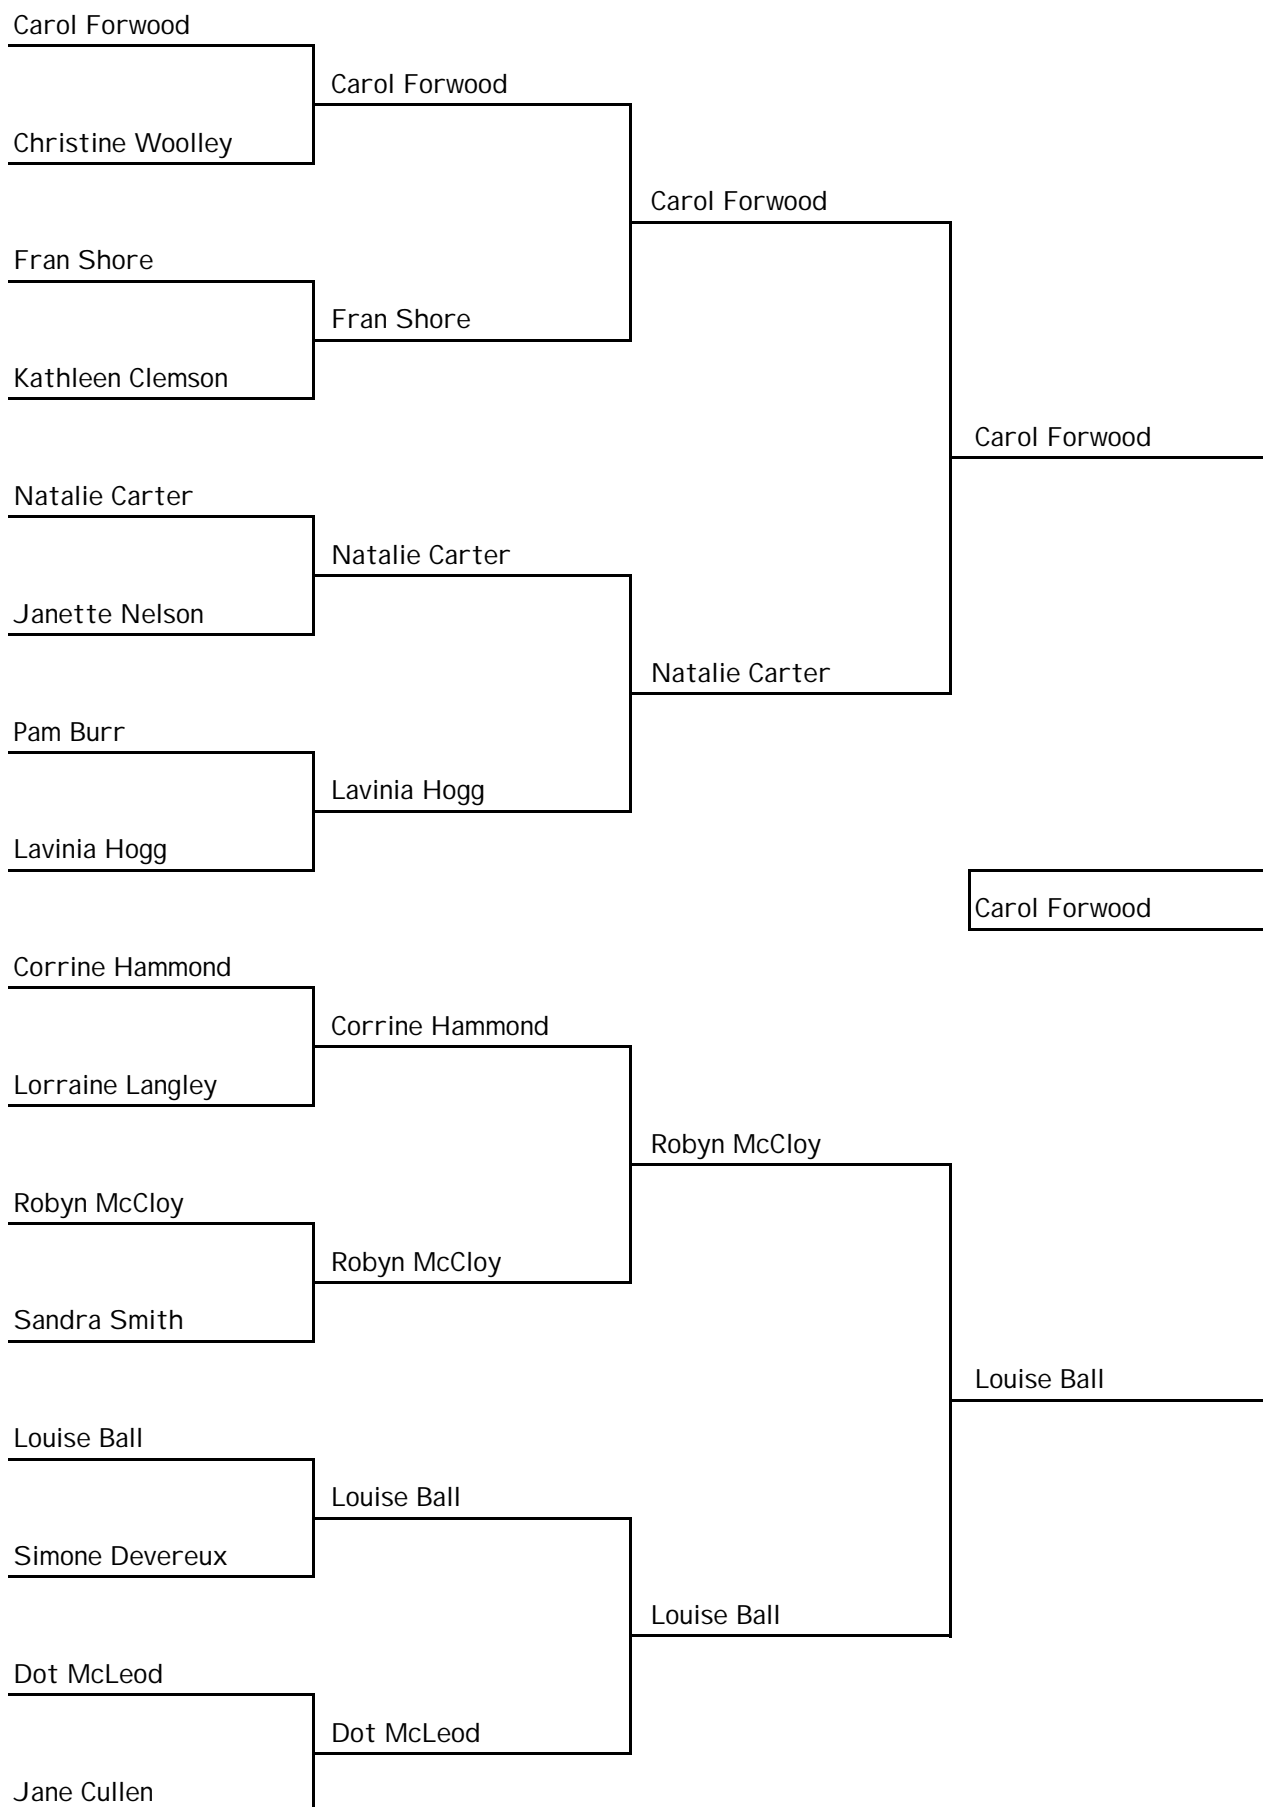 Carol Forwood
Carol Forwood
Christine Woolley
Carol Forwood
Fran Shore
Fran Shore
Kathleen Clemson
Carol Forwood
Natalie Carter
Natalie Carter
Janette Nelson
Natalie Carter
Pam Burr
Lavinia Hogg
Lavinia Hogg
Carol Forwood
Corrine Hammond
Corrine Hammond
Lorraine Langley
Robyn McCloy
Robyn McCloy
Robyn McCloy
Sandra Smith
Louise Ball
Louise Ball
Louise Ball
Simone Devereux
Louise Ball
Dot McLeod
Dot McLeod
Jane Cullen